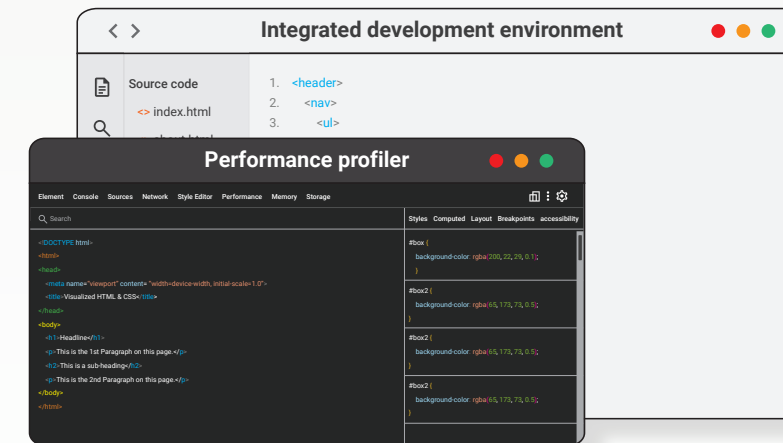 Integrated development environment
Source code
<> index.html
1. <header>
2. <nav>
3. <ul>
Performance profiler
Element Console Sources Network Style Editor Performance Memory Storage
Search
Styles Computed Layout Breakpoints accessibility
<!DOCTYPE html>
<html>
<head>
<meta name="viewport" content= "width=device-width, initial-scale=1.0">
<title>Visualized HTML & CSS</title>
</head>
<body>
<h1>Headline</h1>
<p>This is the 1st Paragraph on this page.</p>
<h2>This is a sub-heading</h2>
<p>This is the 2nd Paragraph on this page.</p>
</body>
</html>
#box {
background-color: rgba(200, 22, 29, 0.1);
}
#box2 {
background-color: rgba(65, 173, 73, 0.5);
}
#box2 {
background-color: rgba(65, 173, 73, 0.5);
}
#box2 {
background-color: rgba(65, 173, 73, 0.5);
}